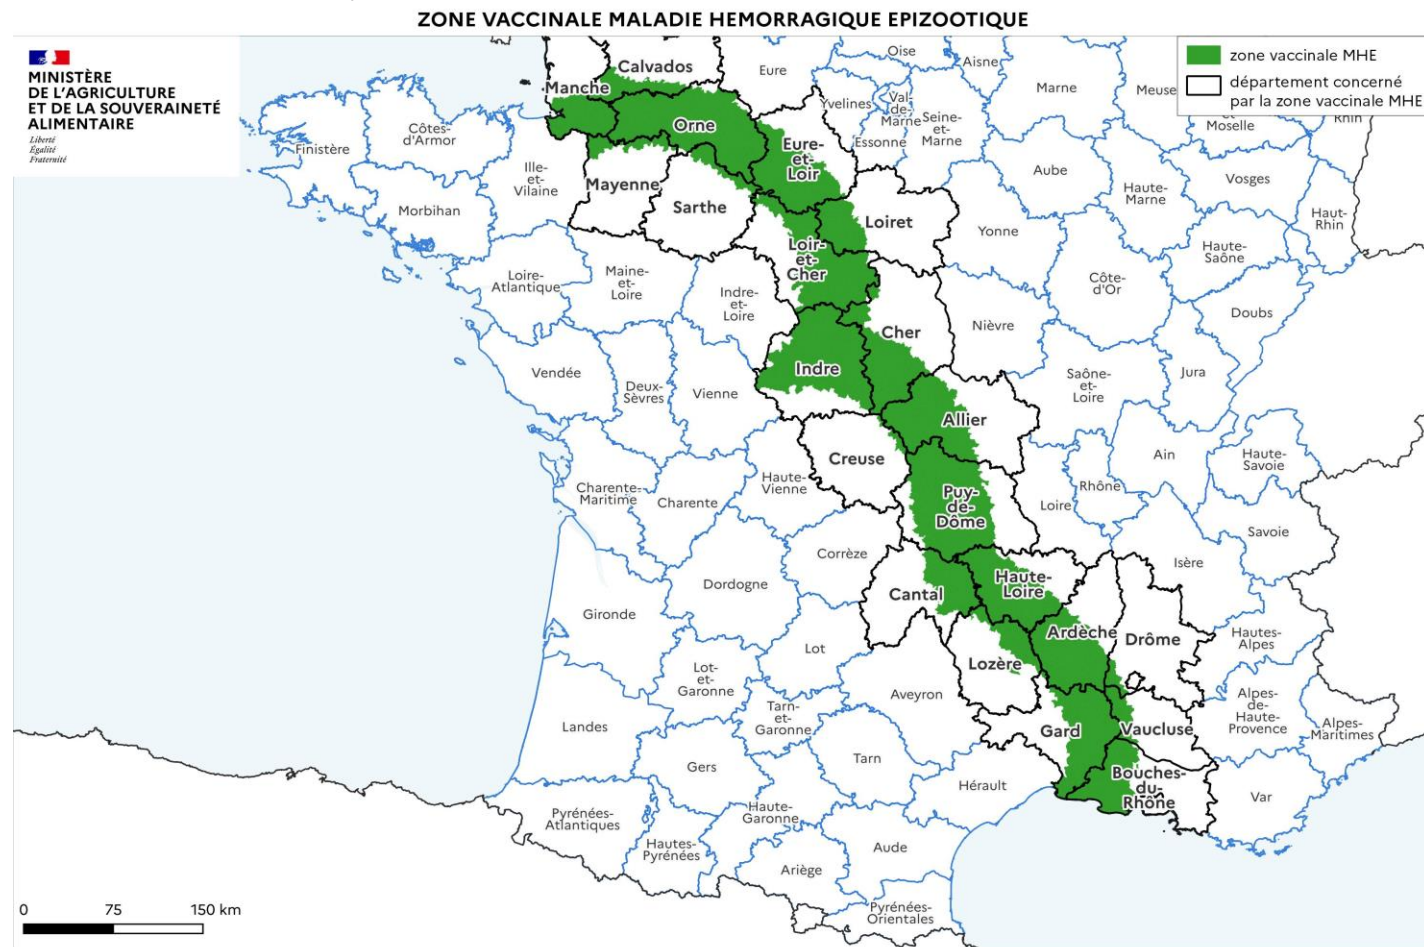 ZONE VACCINALE MALADIE HEMORRAGIQUE EPIZOOTIQUE
MINISTÈRE
DE L'AGRICULTURE
ET DE LA SOUVERAINETÉ
ALIMENTAIRE
Liberté
Égalité
Fraternité
zone vaccinale MHE
département concerné
par la zone vaccinale MHE
Calvados
Manche
Eure
Oise
Aisne
Marne
Meuse
et
Moselle
Rhin
Yvelines
Val-
de-
Marne
Seine-
et-
Marne
Essonne
Finistère
Côtes-
d'Armor
Ille-
et-
Vilaine
Morbihan
Orne
Eure-
et-
Loir
Mayenne
Sarthe
Loiret
Aube
Haute-
Marne
Vosges
Haut-
Rhin
Yonne
Haute-
Saône
Loire-
Atlantique
Maine-
et-
Loire
Indre-
et-
Loire
Loir-
et-
Cher
Cher
Nièvre
Côte-
d'Or
Doubs
Vendée
Deux-
Sèvres
Vienne
Indre
Saône-
et-
Loire
Jura
Allier
Creuse
Haute-
Vienne
Charente-
Maritime
Charente
Puy-
de-
Dôme
Loire
Rhône
Ain
Haute-
Savoie
Savoie
Isère
Corrèze
Dordogne
Gironde
Cantal
Haute-
Loire
Ardèche
Drôme
Hautes-
Alpes
Lot
Lot-
et-
Garonne
Aveyron
Lozère
Landes
Tarn-
et-
Garonne
Gard
Vaucluse
Alpes-
de-
Haute-
Provence
Alpes-
Maritimes
Gers
Tarn
Hérault
Bouches-
du-
Rhône
Var
Pyrénées-
Atlantiques
Hautes-
Pyrénées
Haute-
Garonne
Ariège
Aude
Pyrénées-
Orientales
0 75 150 km